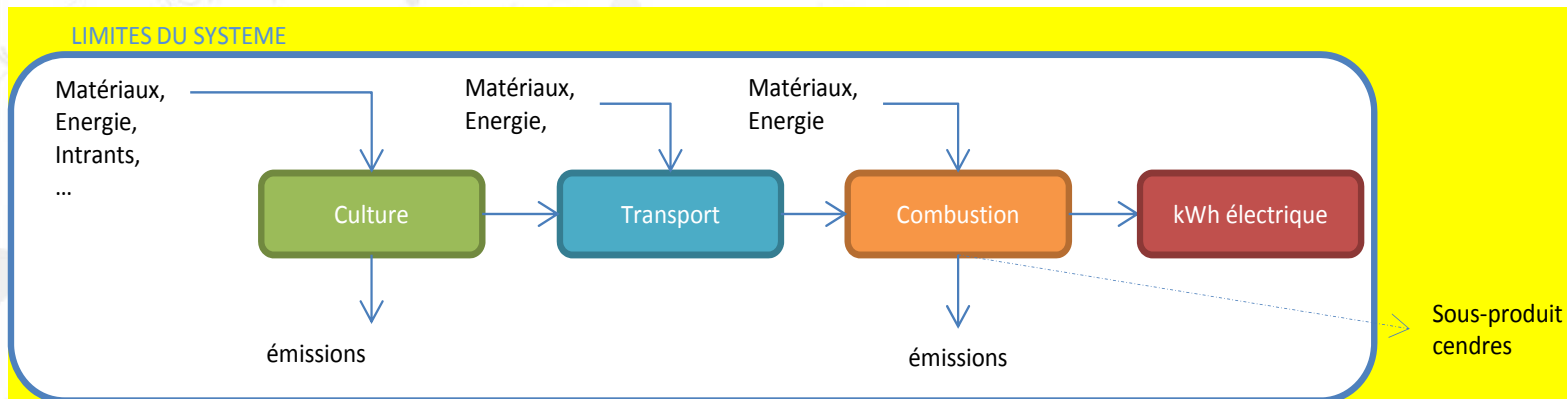 LIMITES DU SYSTEME
Matériaux,
Energie,
Intrants,
...
Matériaux,
Energie,
Matériaux,
Energie
Culture
Transport
Combustion
kWh électrique
émissions
émissions
Sous-produit
cendres